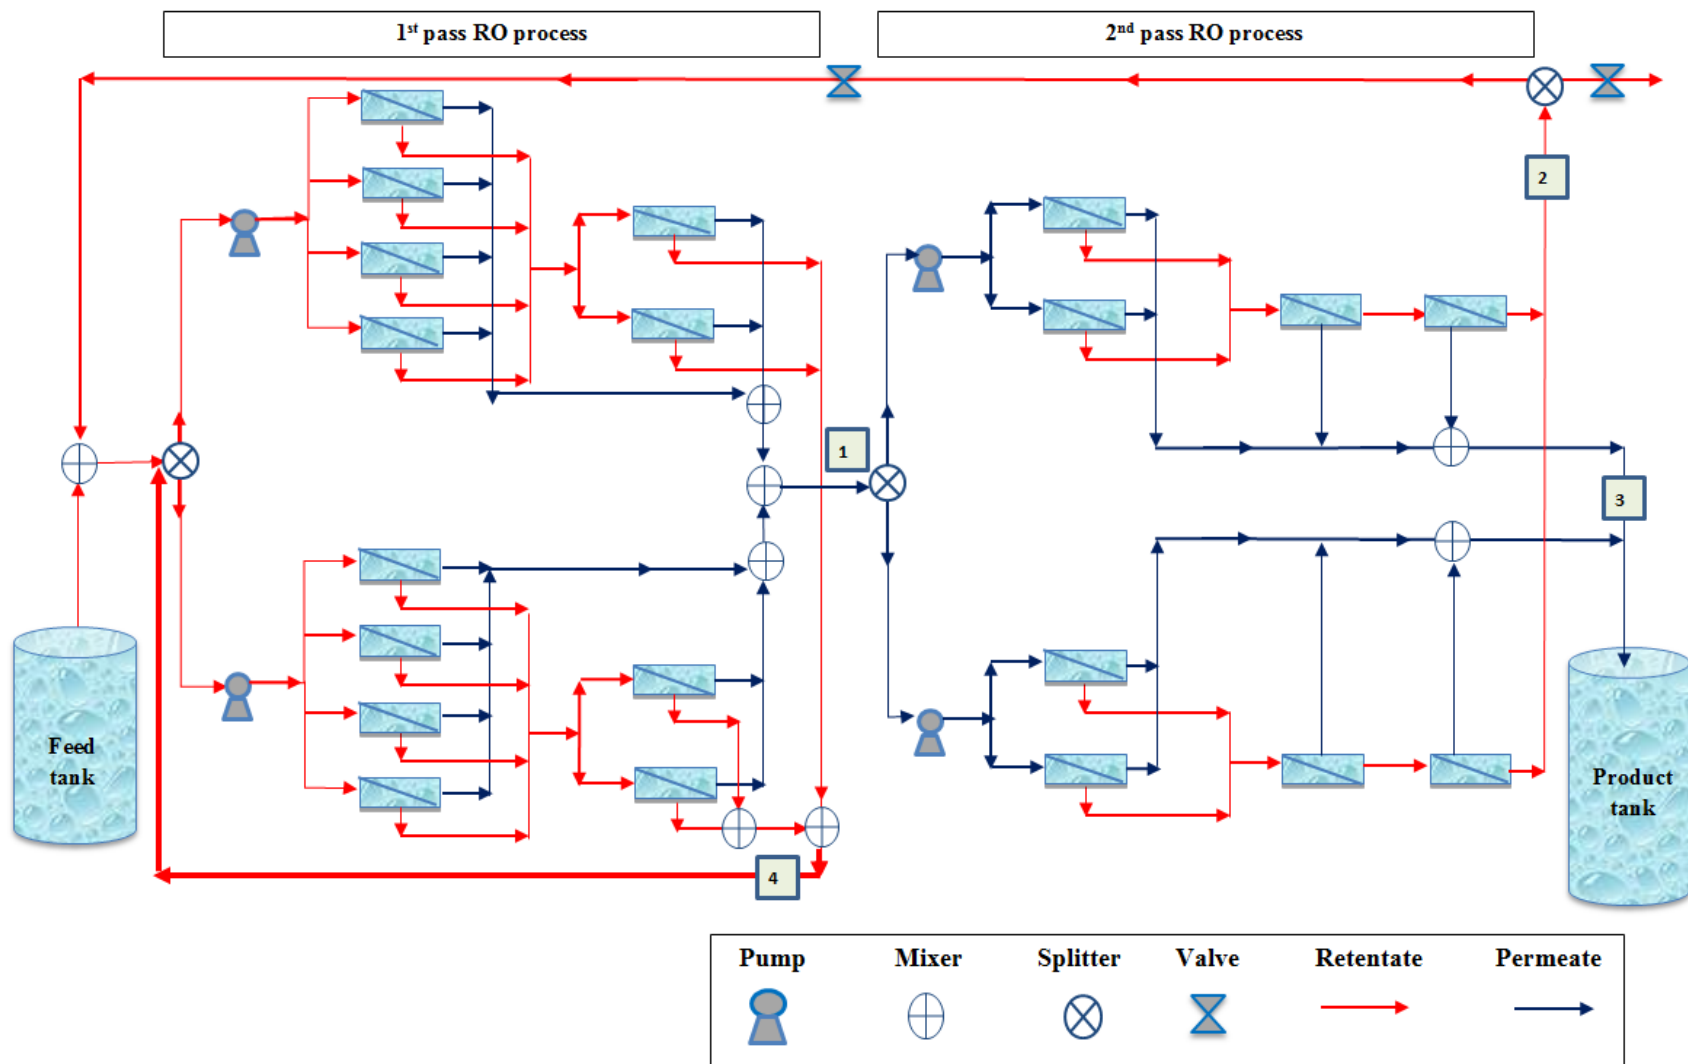 1st pass RO process
2nd pass RO process
2
1
3
Feed
tank
Product
tank
4
Pump
Mixer
Splitter
Valve
Retentate
Permeate